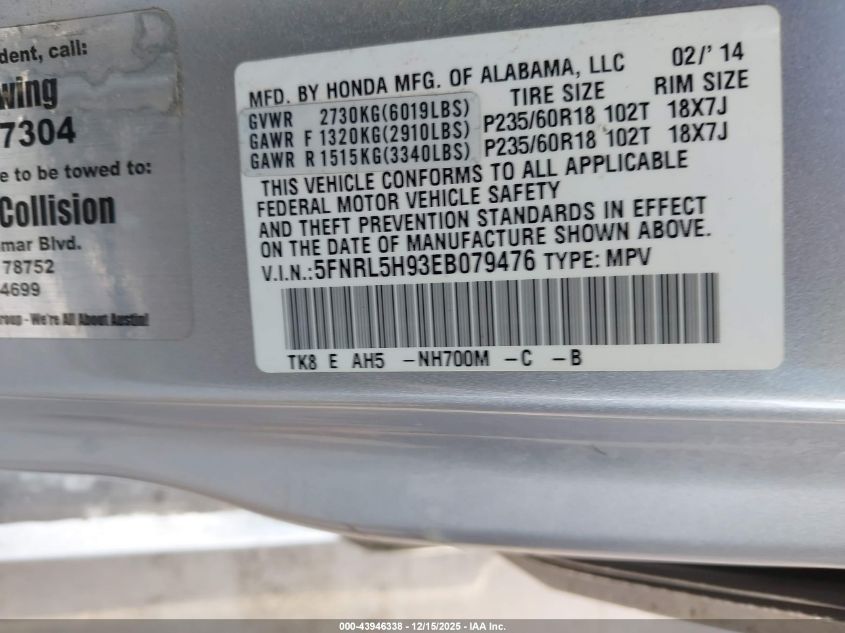 dent, call:
wing
7304
e to be towed to:
Collision
mar Blvd.
78752
4699
roup - We're All About Austin!
MFD. BY HONDA MFG. OF ALABAMA, LLC 02/'14
TIRE SIZE RIM SIZE
GVWR 2730KG(6019LBS)
GAWR F 1320KG(2910LBS) P235/60R18 102T 18X7J
GAWR R 1515KG(3340LBS) P235/60R18 102T 18X7J
THIS VEHICLE CONFORMS TO ALL APPLICABLE
FEDERAL MOTOR VEHICLE SAFETY
AND THEFT PREVENTION STANDARDS IN EFFECT
ON THE DATE OF MANUFACTURE SHOWN ABOVE.
V.I.N.:5FNRL5H93EB079476 TYPE: MPV
TK8 E AH5 -NH700M -C -B
000-43946338 - 12/15/2025 - IAA Inc.